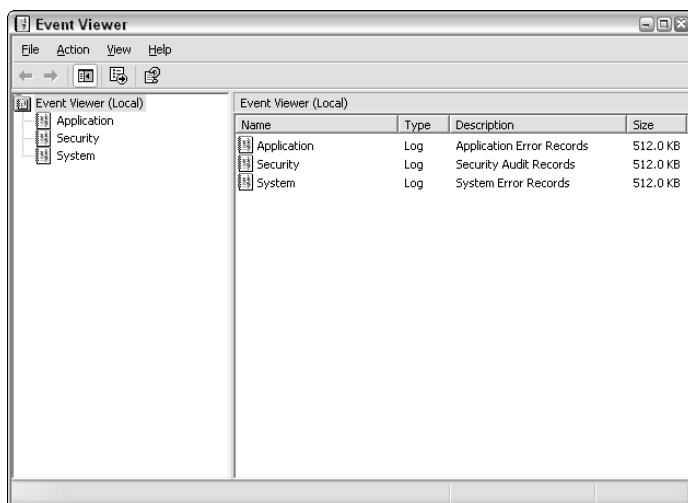 Event Viewer
File Action View Help
Event Viewer (Local)
Application
Security
System
Event Viewer (Local)
Name Type Description Size
Application Log Application Error Records 512.0 KB
Security Log Security Audit Records 512.0 KB
System Log System Error Records 512.0 KB